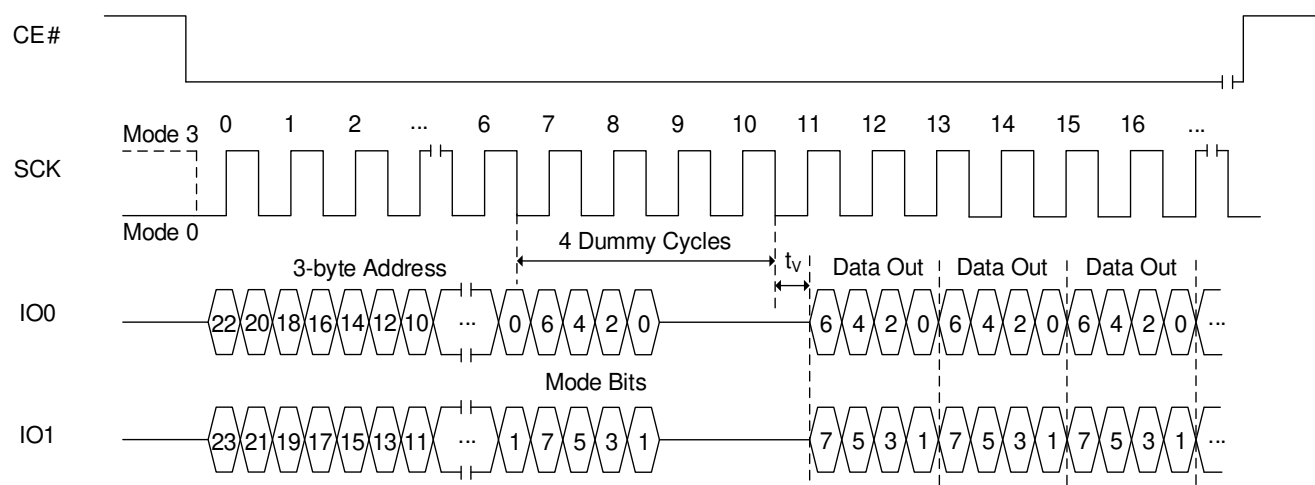 CE#
Mode 3 0 1 2 ... 6 7 8 9 10 11 12 13 14 15 16 ...
SCK
Mode 0
4 Dummy Cycles
3-byte Address tV Data Out Data Out Data Out
IO0 22 20 18 16 14 12 10 ... 0 6 4 2 0 6 4 2 0 6 4 2 0 6 4 2 0 ...
Mode Bits
IO1 23 21 19 17 15 13 11 ... 1 7 5 3 1 7 5 3 1 7 5 3 1 7 5 3 1 ...